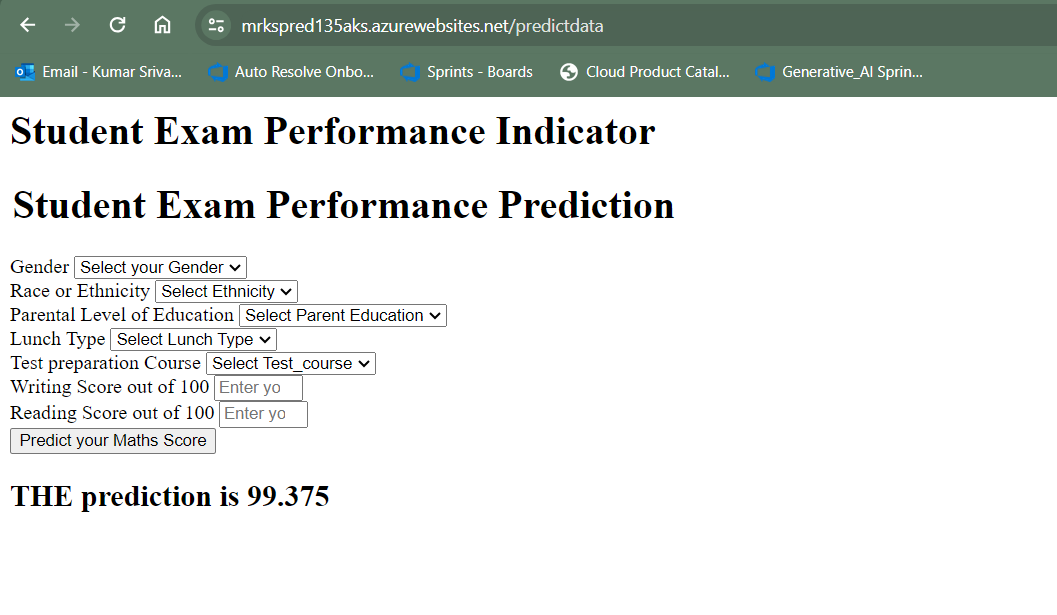 mrkspred135aks.azurewebsites.net/predictdata
Email - Kumar Sriva... Auto Resolve Onbo... Sprints - Boards Cloud Product Catal... Generative_AI Sprin...
Student Exam Performance Indicator
Student Exam Performance Prediction
Gender Select your Gender
Race or Ethnicity Select Ethnicity
Parental Level of Education Select Parent Education
Lunch Type Select Lunch Type
Test preparation Course Select Test_course
Writing Score out of 100 Enter yo
Reading Score out of 100 Enter yo
Predict your Maths Score
THE prediction is 99.375